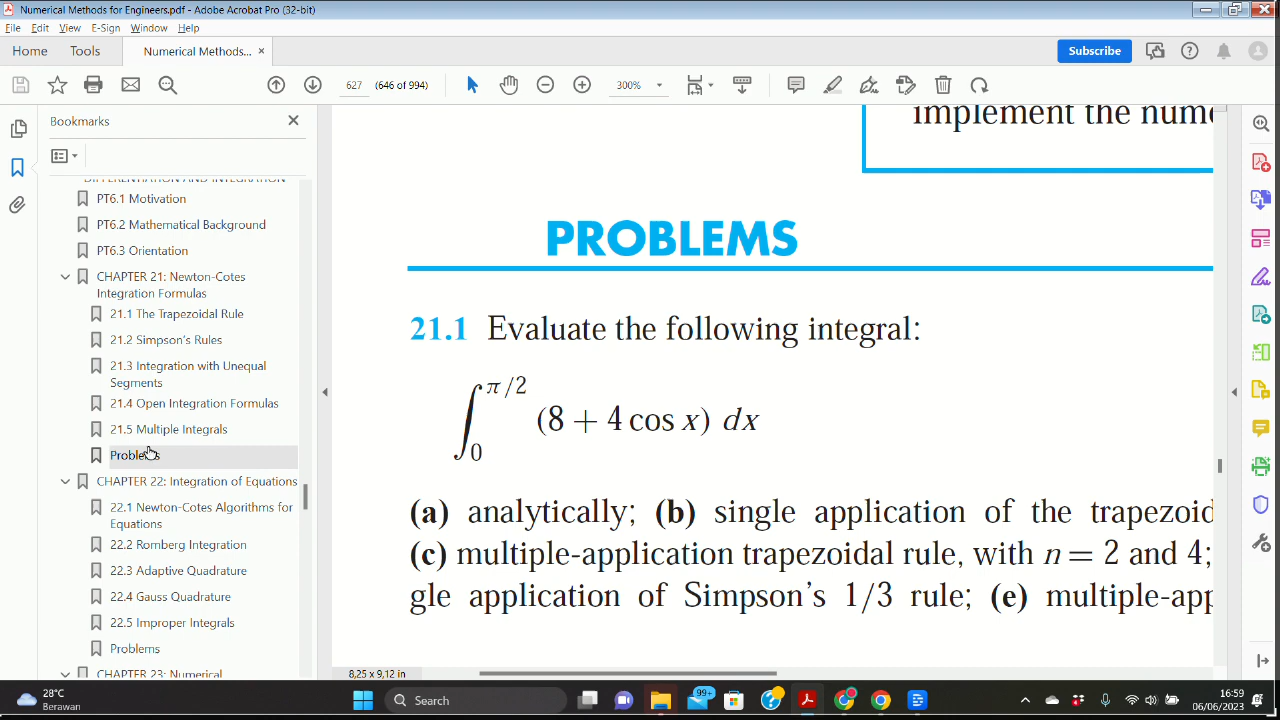 Numerical Methods for Engineers.pdf - Adobe Acrobat Pro (32-bit)
File Edit View E-Sign Window Help
Home Tools Numerical Methods... ×
Subscribe
627 (646 of 994)
300%
Bookmarks
DIFFERENTIATION AND INTEGRATION
PT6.1 Motivation
PT6.2 Mathematical Background
PT6.3 Orientation
CHAPTER 21: Newton-Cotes
Integration Formulas
21.1 The Trapezoidal Rule
21.2 Simpson's Rules
21.3 Integration with Unequal
Segments
21.4 Open Integration Formulas
21.5 Multiple Integrals
Problems
CHAPTER 22: Integration of Equations
22.1 Newton-Cotes Algorithms for
Equations
22.2 Romberg Integration
22.3 Adaptive Quadrature
22.4 Gauss Quadrature
22.5 Improper Integrals
Problems
CHAPTER 23: Numerical
implement the nume
PROBLEMS
21.1 Evaluate the following integral:
∫₀^π/2 (8 + 4 cos x) dx
(a) analytically; (b) single application of the trapezoid
(c) multiple-application trapezoidal rule, with n = 2 and 4;
gle application of Simpson's 1/3 rule; (e) multiple-app
8,25 x 9,12 in
28°C
Berawan
Search
99+
16:59
06/06/2023